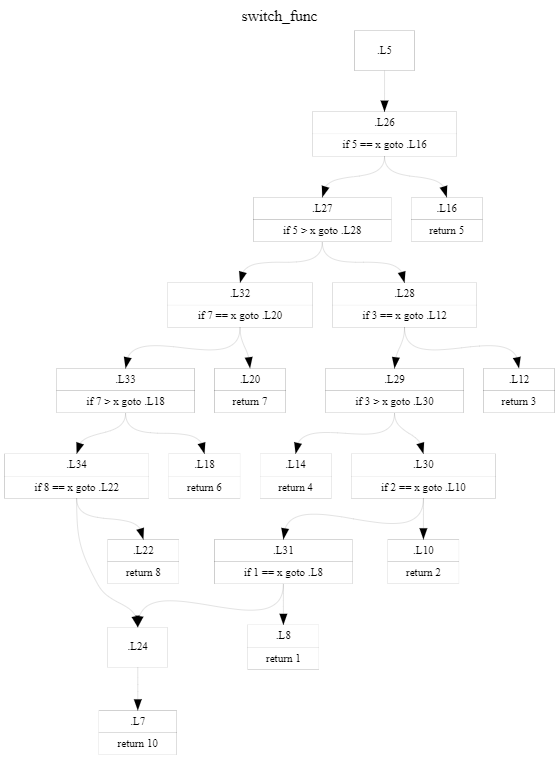 switch_func
.L5
.L26
if 5 == x goto .L16
.L27
if 5 > x goto .L28
.L16
return 5
.L32
if 7 == x goto .L20
.L28
if 3 == x goto .L12
.L33
if 7 > x goto .L18
.L20
return 7
.L29
if 3 > x goto .L30
.L12
return 3
.L34
if 8 == x goto .L22
.L18
return 6
.L14
return 4
.L30
if 2 == x goto .L10
.L22
return 8
.L31
if 1 == x goto .L8
.L10
return 2
.L24
.L8
return 1
.L7
return 10